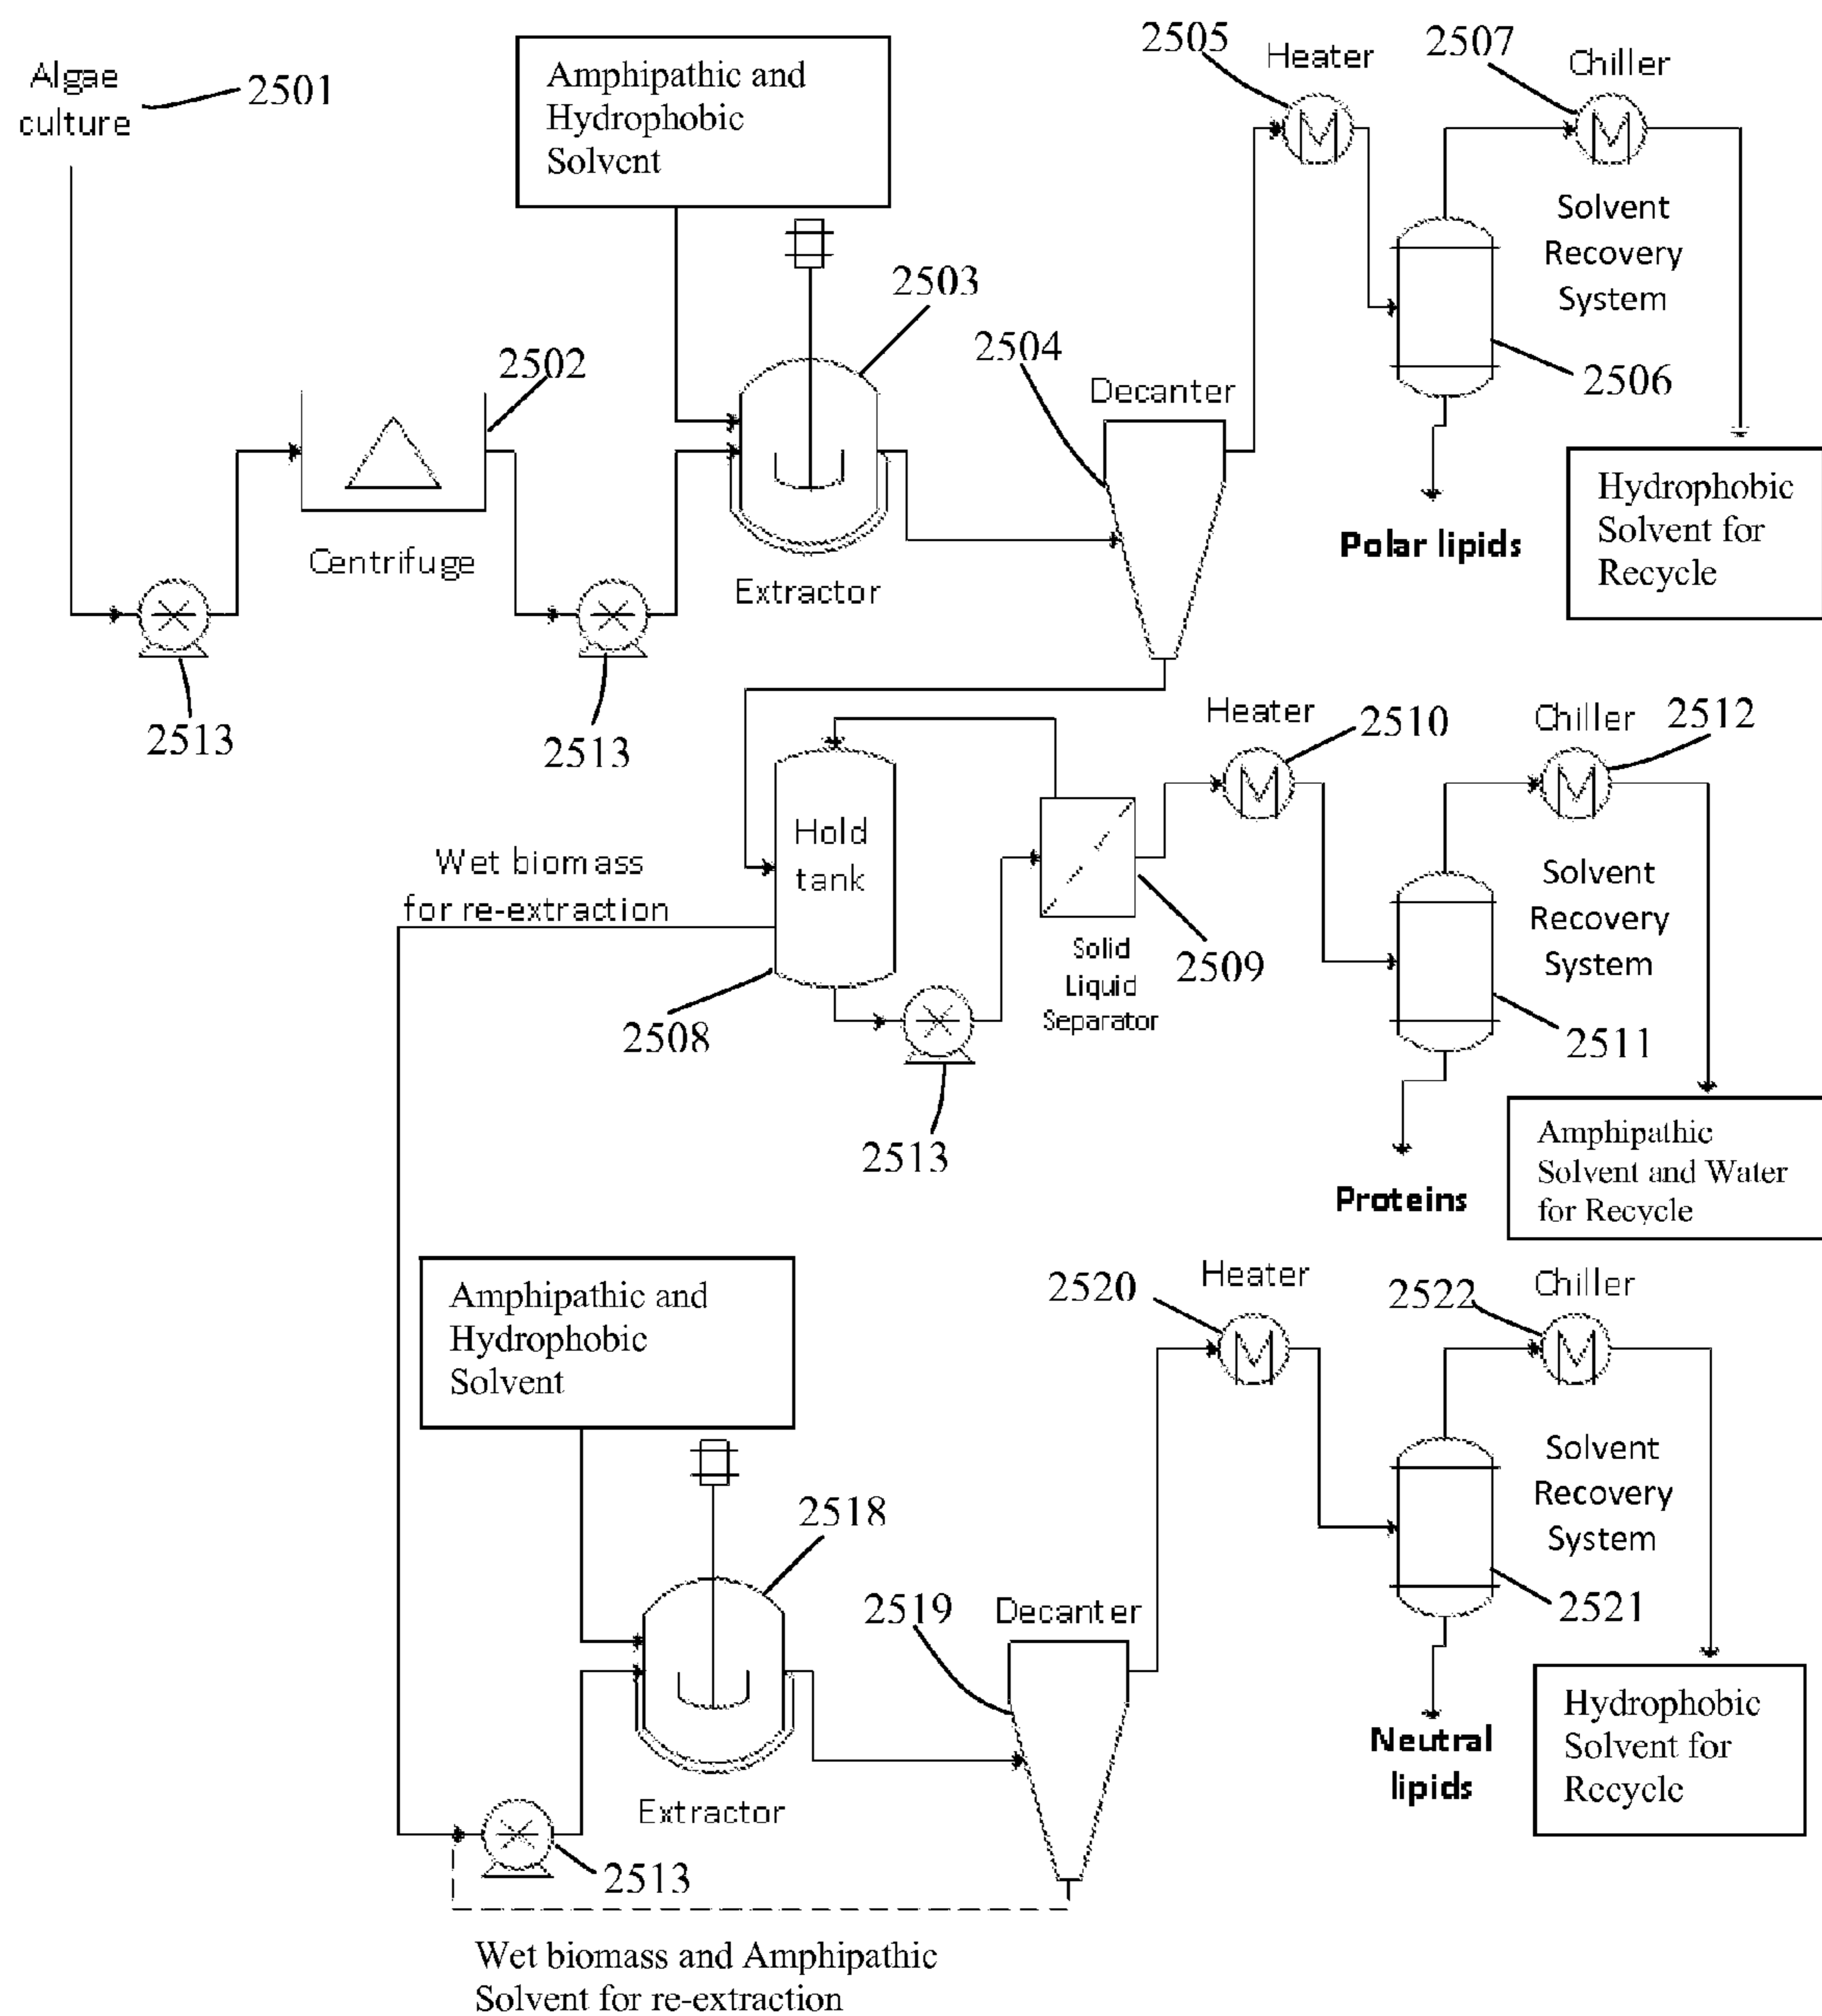 Algae
culture
2501
Amphipathic and
Hydrophobic
Solvent
2505
Heater
2507
Chiller
Solvent
Recovery
System
2503
2504
2502
Decanter
2506
Centrifuge
Extractor
Polar lipids
Hydrophobic
Solvent for
Recycle
2513
2513
Heater
2510
Chiller
2512
Hold
tank
Wet biomass
for re-extraction
Solvent
Recovery
System
Solid
Liquid
Separator
2509
2508
2511
2513
Proteins
Amphipathic
Solvent and Water
for Recycle
Amphipathic and
Hydrophobic
Solvent
2520
Heater
2522
Chiller
Solvent
Recovery
System
2518
2519
Decanter
2521
Neutral
lipids
Hydrophobic
Solvent for
Recycle
Extractor
2513
Wet biomass and Amphipathic
Solvent for re-extraction